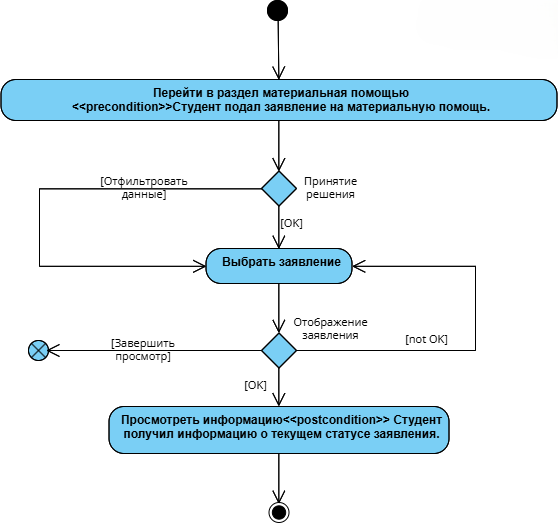 Перейти в раздел материальная помощью
<<precondition>>Студент подал заявление на материальную помощь.
[Отфильтровать
данные]
Принятие
решения
[OK]
Выбрать заявление
Отображение
заявления
[Завершить
просмотр]
[not OK]
[OK]
Просмотреть информацию<<postcondition>> Студент
получил информацию о текущем статусе заявления.